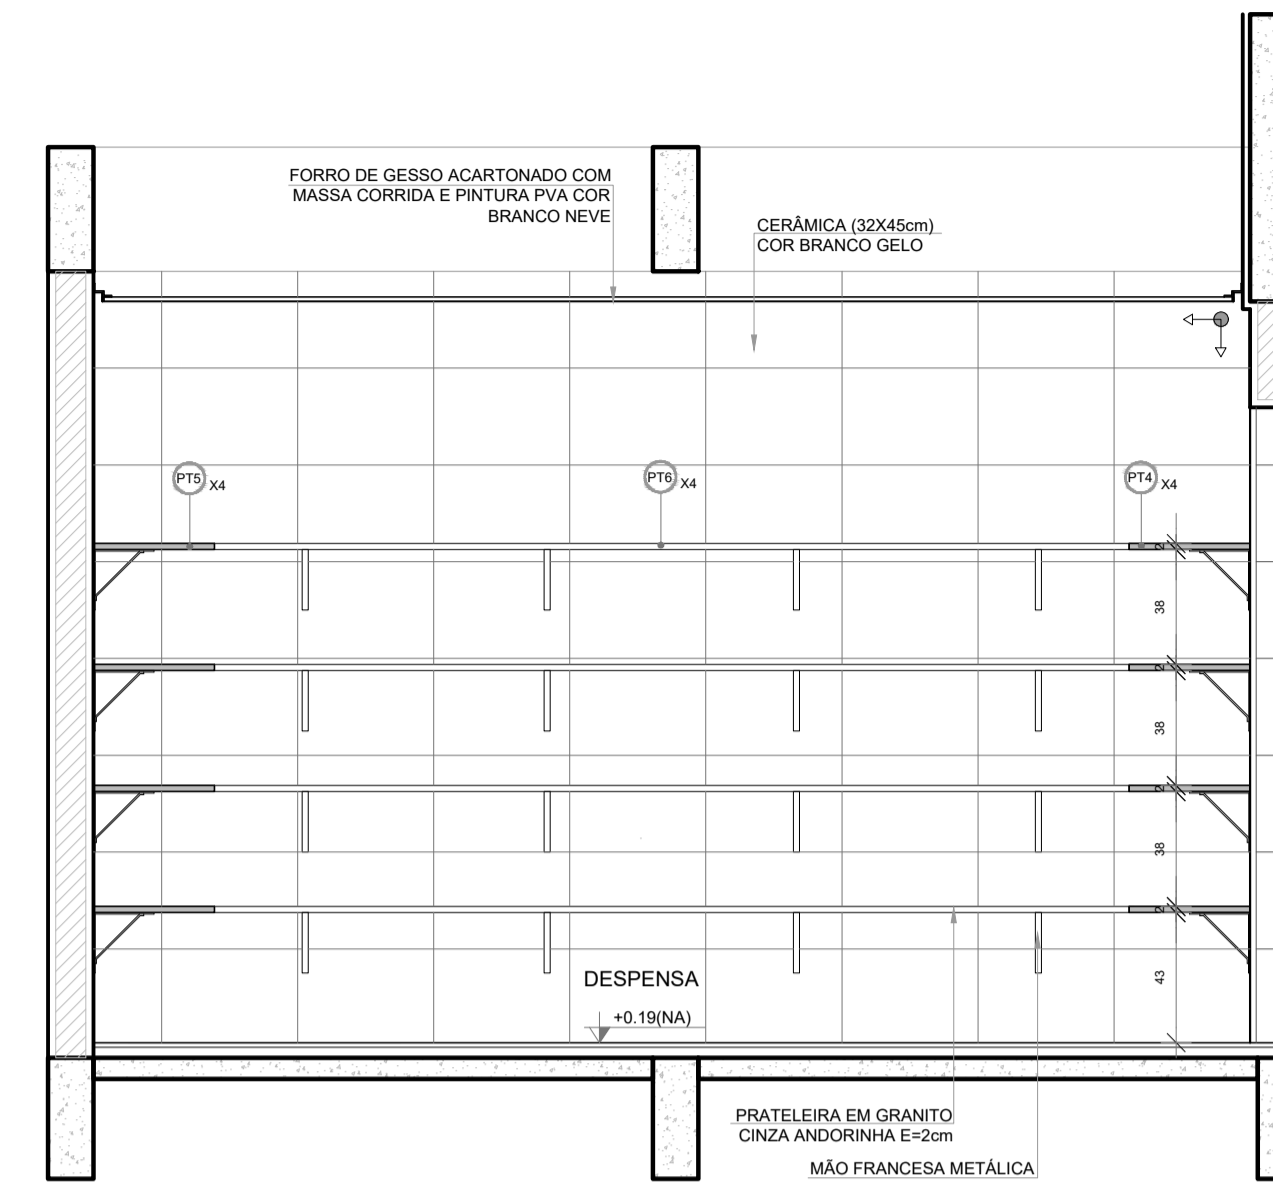 FORRO DE GESSO ACARTONADO COM
MASSA CORRIDA E PINTURA PVA COR
BRANCO NEVE
CERÂMICA (32X45cm)
COR BRANCO GELO
PT5 X4
PT6 X4
PT4 X4
2
38
2
38
2
38
2
43
DESPENSA
+0.19(NA)
PRATELEIRA EM GRANITO
CINZA ANDORINHA E=2cm
MÃO FRANCESA METÁLICA